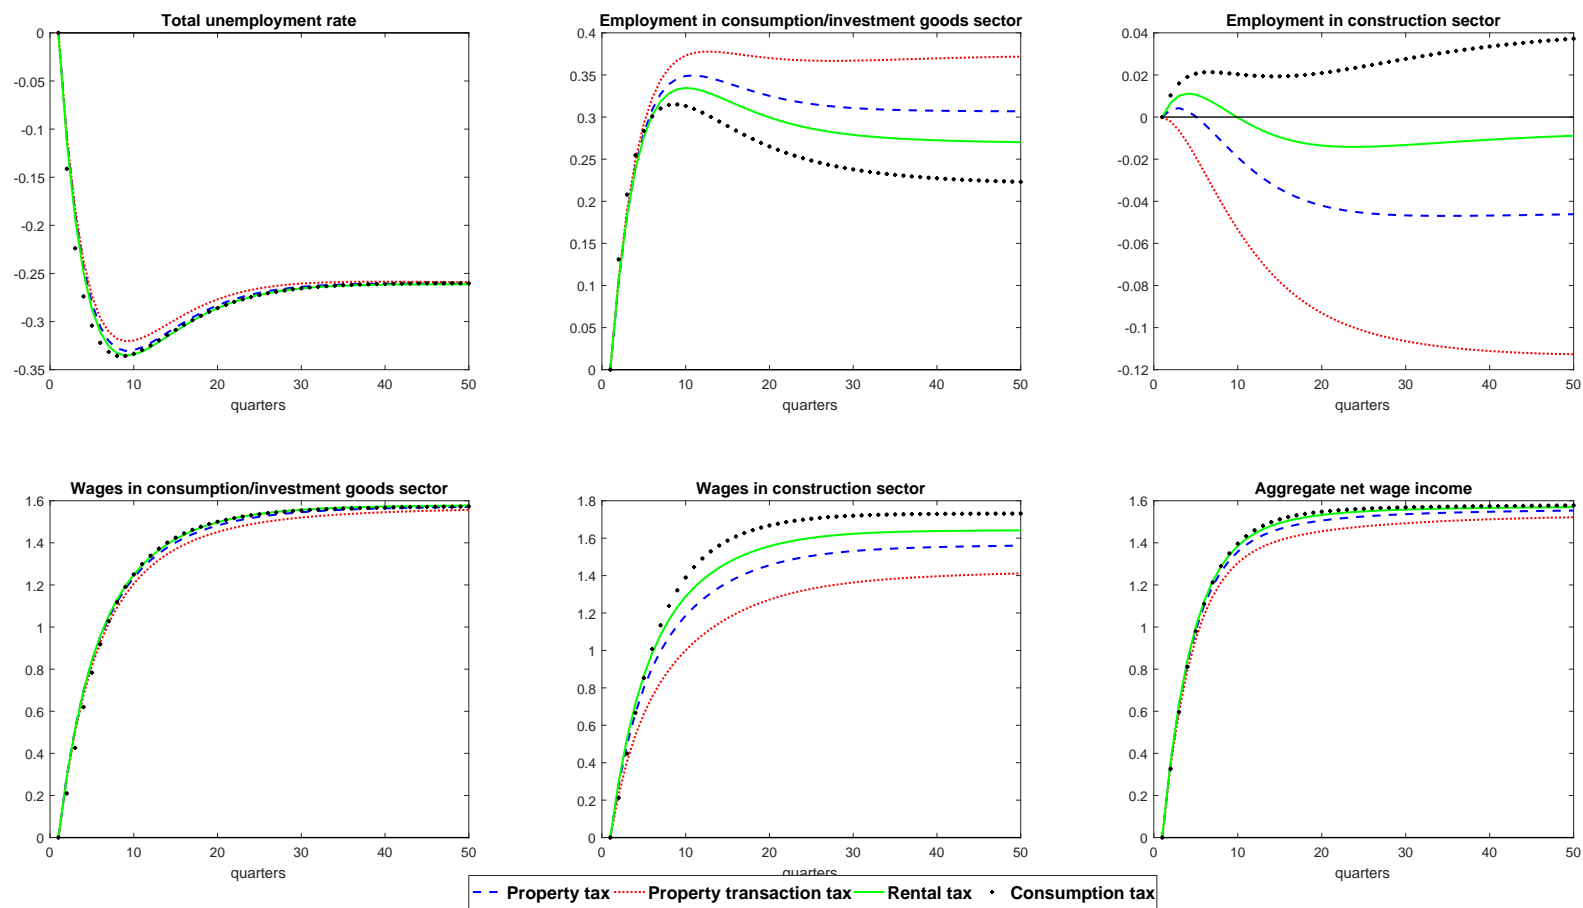 Total unemployment rate
0
-0.05
-0.1
-0.15
-0.2
-0.25
-0.3
-0.35
0 10 20 30 40 50
quarters
Employment in consumption/investment goods sector
0.4
0.35
0.3
0.25
0.2
0.15
0.1
0.05
0
0 10 20 30 40 50
quarters
Employment in construction sector
0.04
0.02
0
-0.02
-0.04
-0.06
-0.08
-0.1
-0.12
0 10 20 30 40 50
quarters
Wages in consumption/investment goods sector
1.6
1.4
1.2
1
0.8
0.6
0.4
0.2
0
0 10 20 30 40 50
quarters
Wages in construction sector
1.8
1.6
1.4
1.2
1
0.8
0.6
0.4
0.2
0
0 10 20 30 40 50
quarters
Aggregate net wage income
1.6
1.4
1.2
1
0.8
0.6
0.4
0.2
0
0 10 20 30 40 50
quarters
Property tax Property transaction tax Rental tax Consumption tax